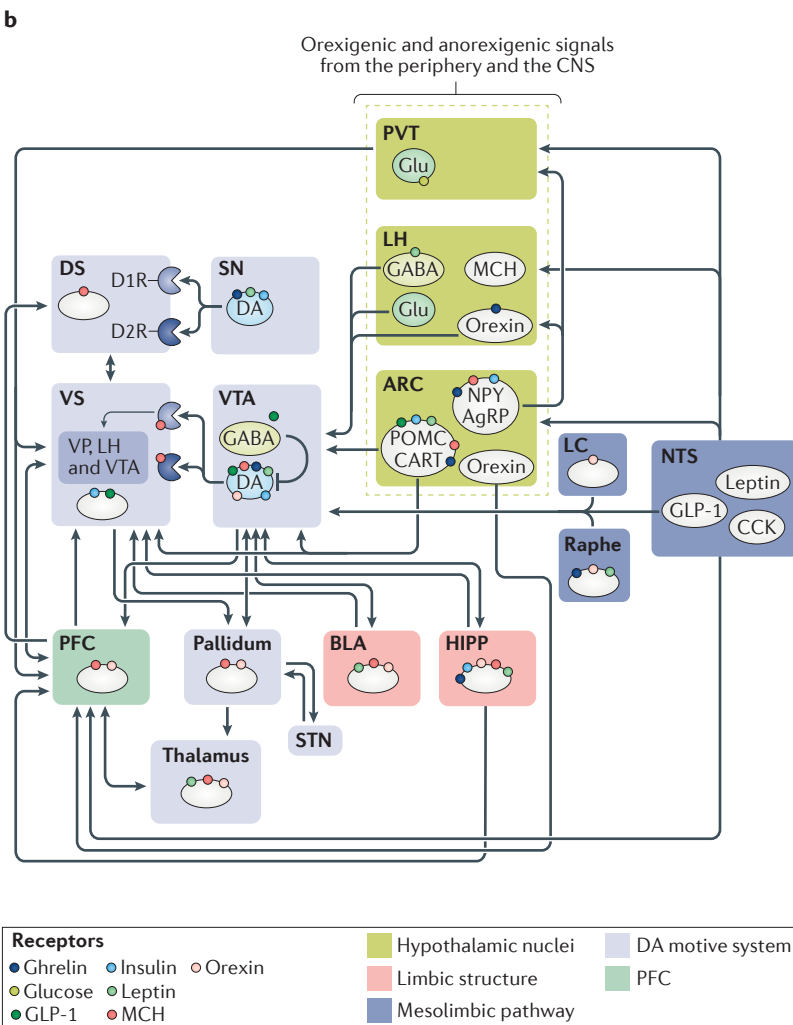 b
Orexigenic and anorexigenic signals
from the periphery and the CNS
PVT
Glu
LH
GABA
MCH
Glu
Orexin
DS
D1R
D2R
SN
DA
ARC
NPY
AgRP
POMC
CART
Orexin
VS
VP, LH
and VTA
VTA
GABA
DA
LC
NTS
Leptin
GLP-1
CCK
Raphe
PFC
Pallidum
BLA
HIPP
STN
Thalamus
Receptors
Ghrelin
Insulin
Orexin
Glucose
Leptin
GLP-1
MCH
Hypothalamic nuclei
DA motive system
Limbic structure
PFC
Mesolimbic pathway